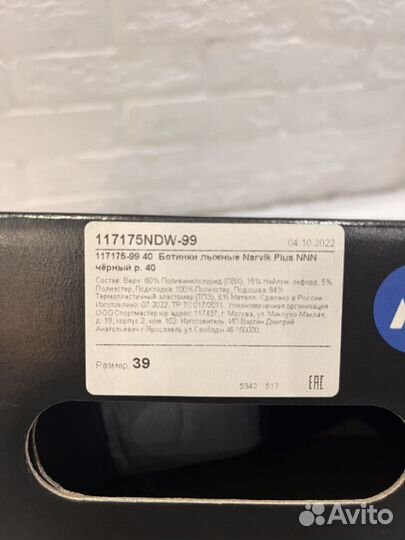 117175NDW-99
04.10.2022
117175-99 40 Ботинки лыжные Narvik Plus NNN
чёрный р. 40
Состав: Верх: 80% Поливинилхлорид (ПВХ), 15% Найлон оксфорд, 5%
Полиэстер, Подкладка: 100% Полиэстер, Подошва: 94%
Термопластичный эластомер (ТПЭ), 6% Металл. Сделано в России
Изготовлено: 07.2022. ТР ТС 017/2011. Уполномоченная организация
ООО Спортмастер юр. адрес: 117437, г. Москва, ул. Миклухо-Маклая,
д. 18, корпус 2, ком. 102. Изготовитель: ИП Варгин Дмитрий
Анатольевич г. Ярославль ул. Свободы 46
Размер: 39
5342 517
EAC
Avito